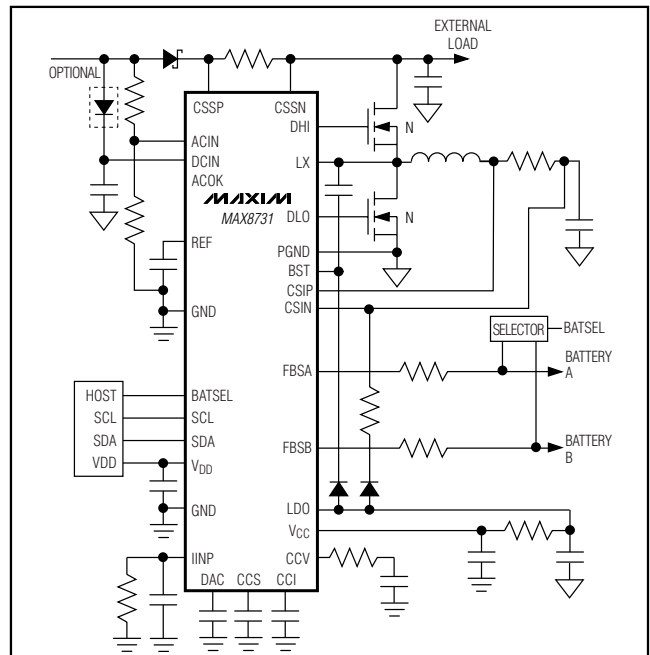 EXTERNAL
LOAD
OPTIONAL
CSSP
CSSN
DHI
N
ACIN
LX
DCIN
ACOK
MAXIM
MAX8731
DLO
N
REF
PGND
BST
CSIP
CSIN
GND
SELECTOR
BATSEL
FBSA
BATTERY
A
HOST
BATSEL
SCL
SCL
SDA
SDA
FBSB
BATTERY
B
VDD
VDD
GND
LDO
VCC
IINP
CCV
DAC
CCS
CCI